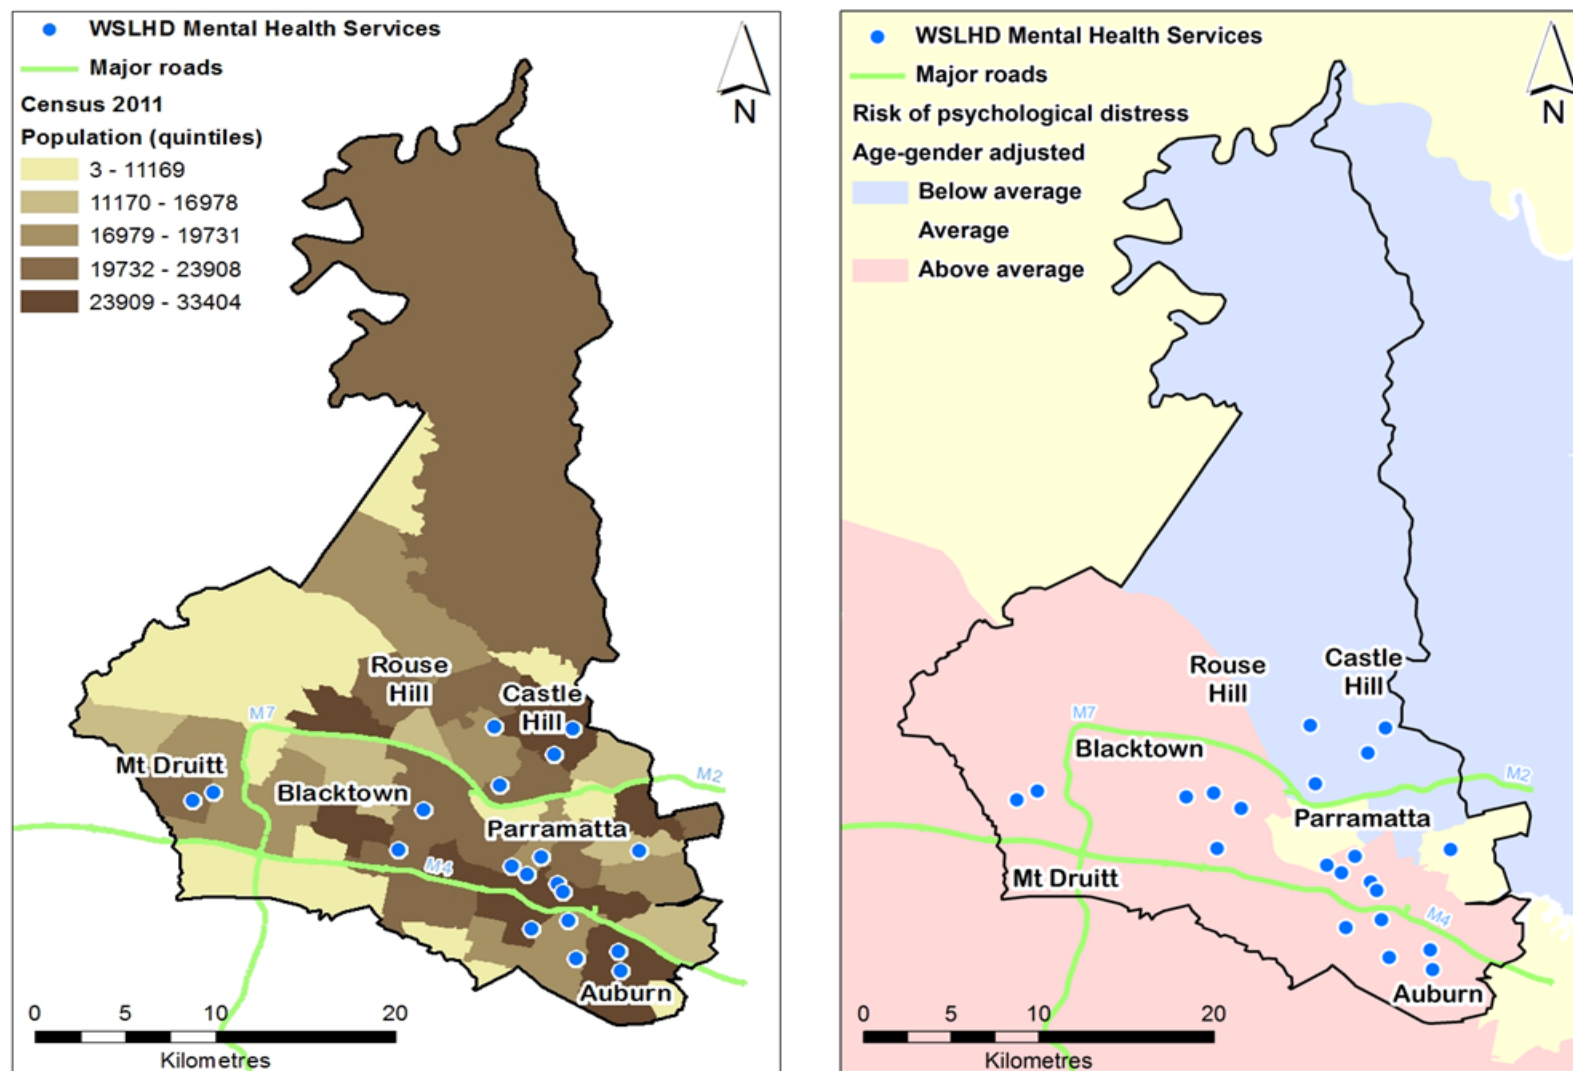 WSLHD Mental Health Services
Major roads
Census 2011
Population (quintiles)
3 - 11169
11170 - 16978
16979 - 19731
19732 - 23908
23909 - 33404
N
Rouse
Hill
Castle
Hill
M7
Mt Druitt
M2
Blacktown
Parramatta
M4
Auburn
0 5 10 20
Kilometres
WSLHD Mental Health Services
Major roads
Risk of psychological distress
Age-gender adjusted
Below average
Average
Above average
N
Rouse
Hill
Castle
Hill
M7
Blacktown
M2
Parramatta
Mt Druitt
M4
Auburn
0 5 10 20
Kilometres